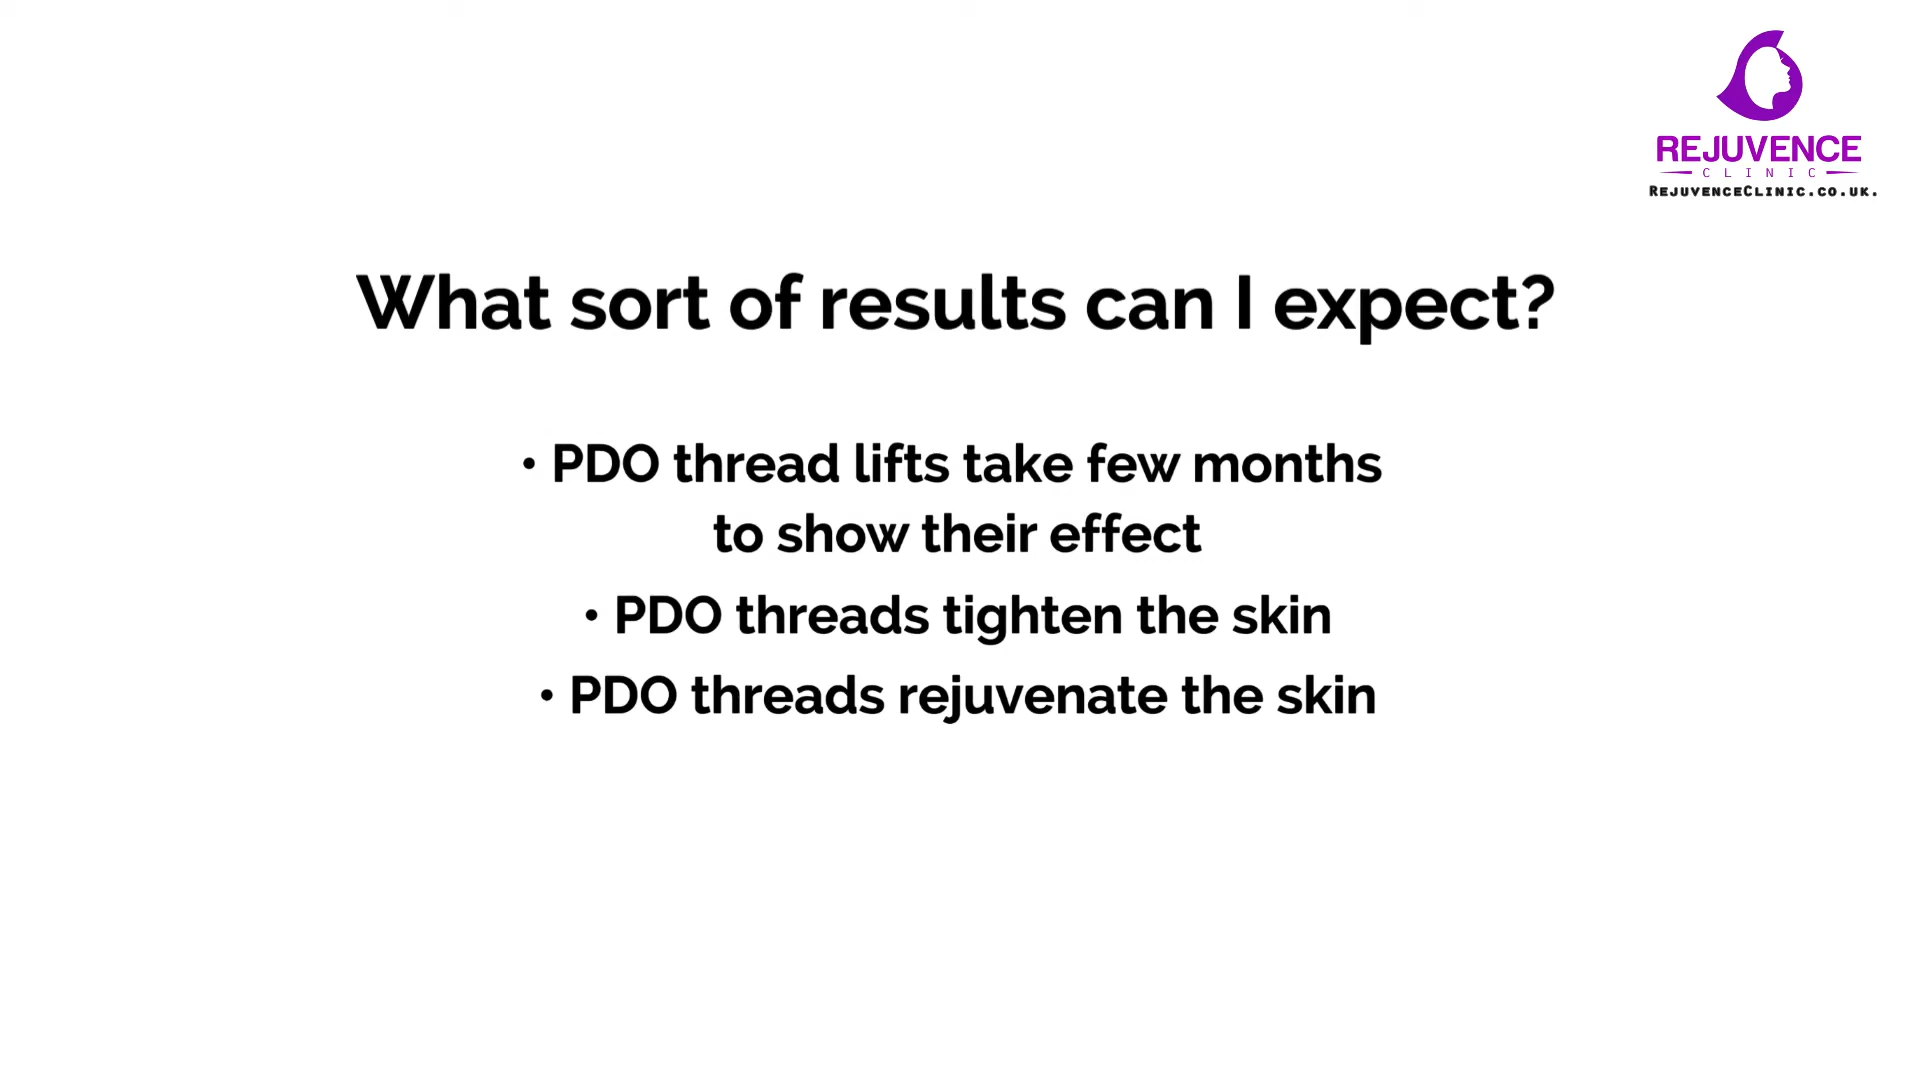 REJUVENCE
CLINIC
REJUVENCECLINIC.CO.UK.
What sort of results can I expect?
• PDO thread lifts take few months
to show their effect
• PDO threads tighten the skin
• PDO threads rejuvenate the skin